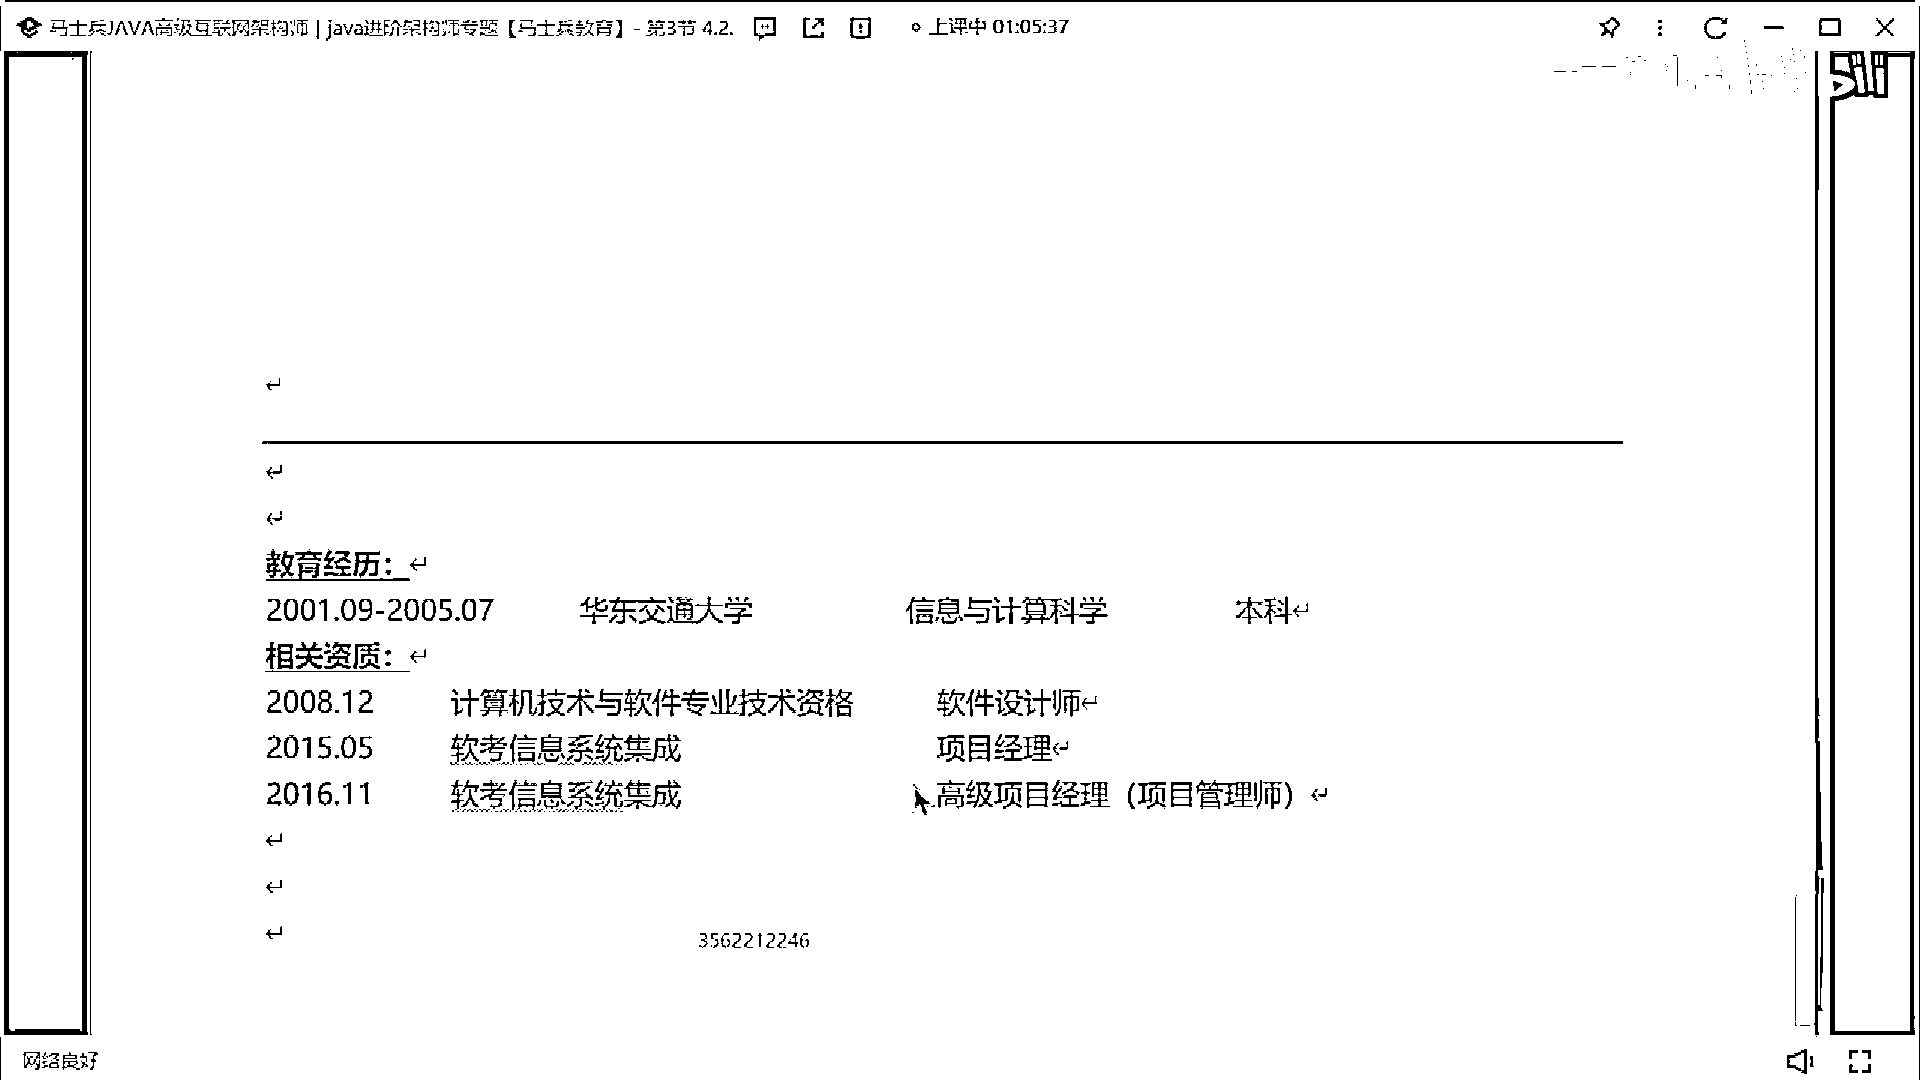 马士兵JAVA高级互联网架构师 | java进阶架构师专题【马士兵教育】 - 第3节 4.2. 上课中 01:05:37
教育经历：
2001.09-2005.07 华东交通大学 信息与计算科学 本科
相关资质：
2008.12 计算机技术与软件专业技术资格 软件设计师
2015.05 软考信息系统集成 项目经理
2016.11 软考信息系统集成 高级项目经理（项目管理师）
3562212246
网络良好